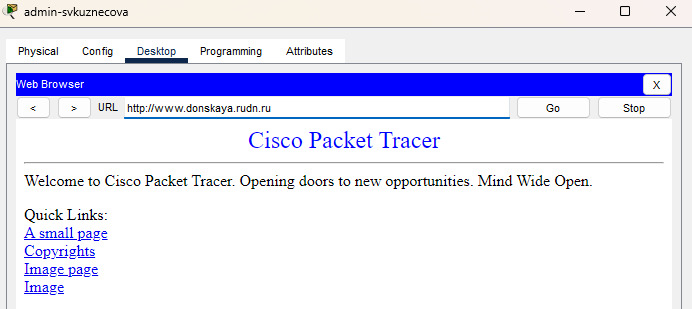 admin-svkuznecova
Physical Config Desktop Programming Attributes
Web Browser X
< > URL http://www.donskaya.rudn.ru Go Stop
Cisco Packet Tracer
Welcome to Cisco Packet Tracer. Opening doors to new opportunities. Mind Wide Open.
Quick Links:
A small page
Copyrights
Image page
Image